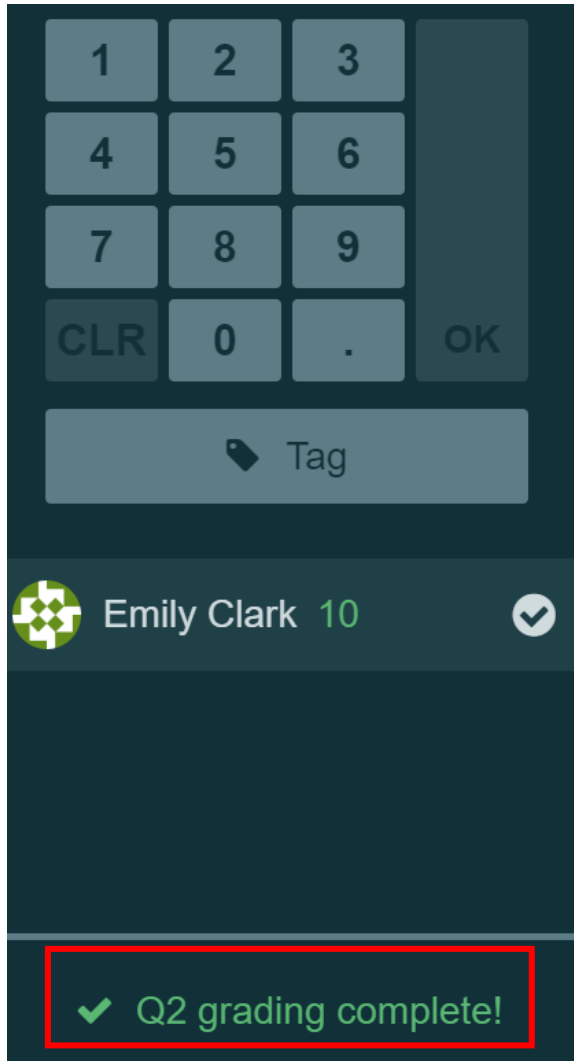 1 2 3
4 5 6
7 8 9
CLR 0 . OK
Tag
Emily Clark 10
Q2 grading complete!